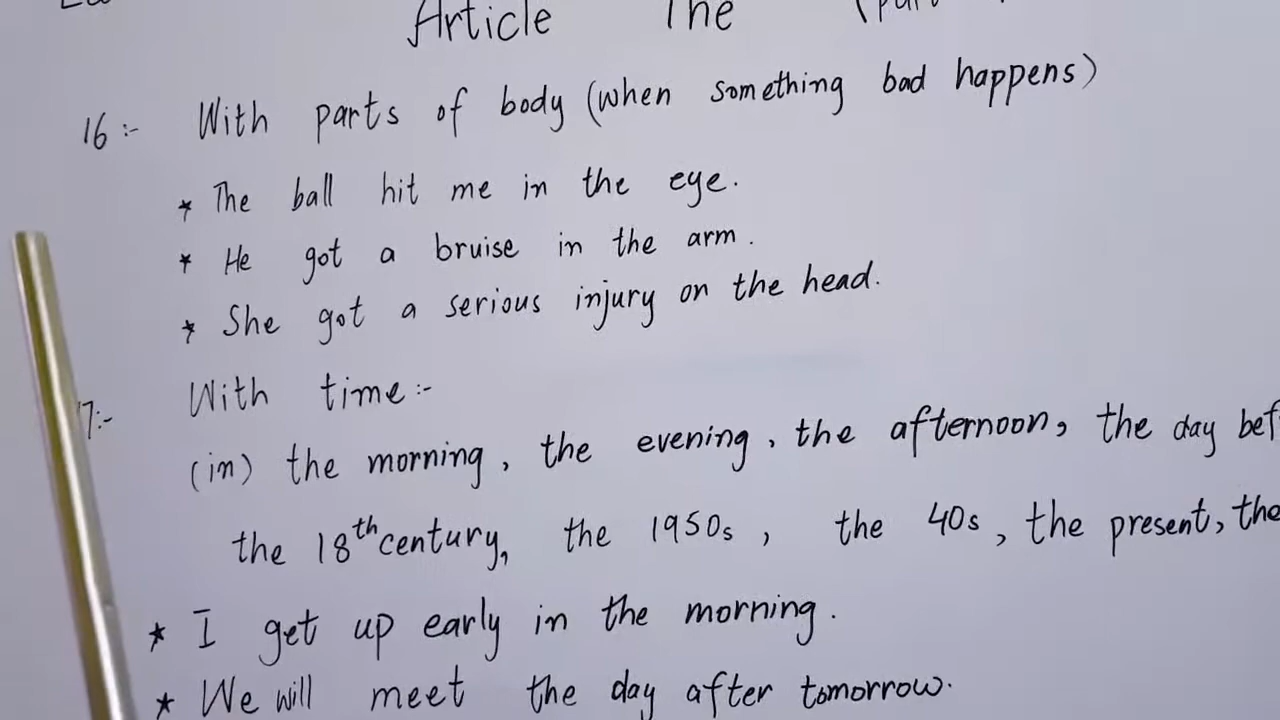 Article The
16:- With parts of body (when something bad happens)
* The ball hit me in the eye.
* He got a bruise in the arm.
* She got a serious injury on the head.
7:- With time:-
(in) the morning, the evening, the afternoon, the day bef
the 18th century, the 1950s, the 40s, the present, the
* I get up early in the morning.
* We will meet the day after tomorrow.